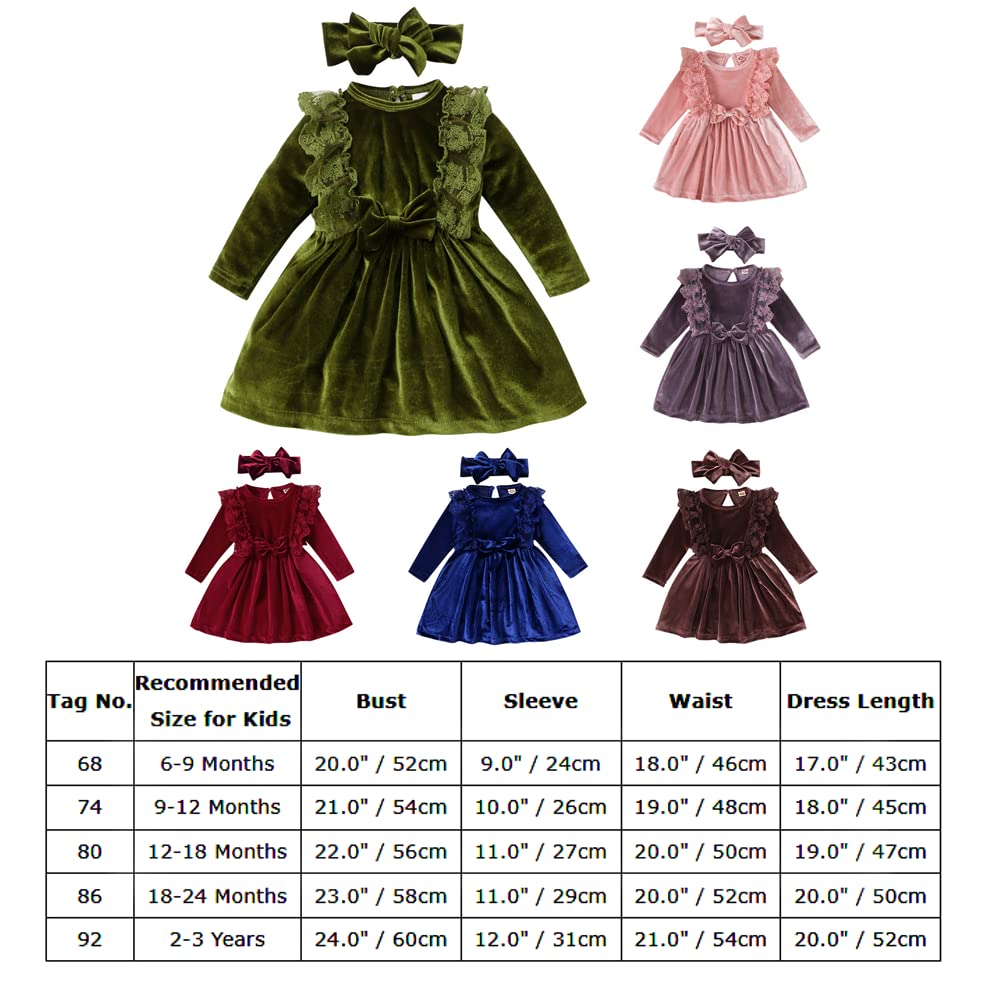 Tag No. Recommended Size for Kids Bust Sleeve Waist Dress Length
68 6-9 Months 20.0" / 52cm 9.0" / 24cm 18.0" / 46cm 17.0" / 43cm
74 9-12 Months 21.0" / 54cm 10.0" / 26cm 19.0" / 48cm 18.0" / 45cm
80 12-18 Months 22.0" / 56cm 11.0" / 27cm 20.0" / 50cm 19.0" / 47cm
86 18-24 Months 23.0" / 58cm 11.0" / 29cm 20.0" / 52cm 20.0" / 50cm
92 2-3 Years 24.0" / 60cm 12.0" / 31cm 21.0" / 54cm 20.0" / 52cm